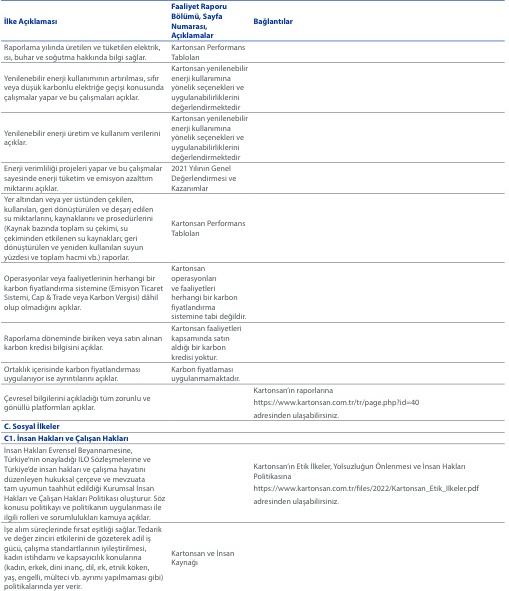 İlke Açıklaması
Faaliyet Raporu
Bölümü, Sayfa
Numarası,
Açıklamalar
Bağlantılar
Raporlama yılında üretilen ve tüketilen elektrik,
ısı, buhar ve soğutma hakkında bilgi sağlar.
Kartonsan Performans
Tabloları
Yenilenebilir enerji kullanımının artırılması, sıfır
veya düşük karbonlu elektriğe geçişi konusunda
çalışmalar yapar ve bu çalışmaları açıklar.
Kartonsan yenilenebilir
enerji kullanımına
yönelik seçenekleri ve
uygulanabilirliklerini
değerlendirmektedir
Yenilenebilir enerji üretim ve kullanım verilerini
açıklar.
Kartonsan yenilenebilir
enerji kullanımına
yönelik seçenekleri ve
uygulanabilirliklerini
değerlendirmektedir
Enerji verimliliği projeleri yapar ve bu çalışmalar
sayesinde enerji tüketim ve emisyon azalttım
miktarını açıklar.
2021 Yılının Genel
Değerlendirmesi ve
Kazanımlar
Yer altından veya yer üstünden çekilen,
kullanılan, geri dönüştürülen ve deşarj edilen
su miktarlarını, kaynaklarını ve prosedürlerini
(Kaynak bazında toplam su çekimi, su
çekiminden etkilenen su kaynakları; geri
dönüştürülen ve yeniden kullanılan suyun
yüzdesi ve toplam hacmi vb.) raporlar.
Kartonsan Performans
Tabloları
Operasyonlar veya faaliyetlerinin herhangi bir
karbon fiyatlandırma sistemine (Emisyon Ticaret
Sistemi, Cap & Trade veya Karbon Vergisi) dâhil
olup olmadığını açıklar.
Kartonsan
operasyonları
ve faaliyetleri
herhangi bir karbon
fiyatlandırma
sistemine tabi değildir.
Raporlama döneminde biriken veya satın alınan
karbon kredisi bilgisini açıklar.
Kartonsan faaliyetleri
kapsamında satın
aldığı bir karbon
kredisi yoktur.
Ortaklık içerisinde karbon fiyatlandırması
uygulanıyor ise ayrıntılarını açıklar.
Karbon fiyatlaması
uygulanmamaktadır.
Çevresel bilgilerini açıkladığı tüm zorunlu ve
gönüllü platformları açıklar.
Kartonsan'ın raporlarına
https://www.kartonsan.com.tr/tr/page.php?id=40
adresinden ulaşabilirsiniz.
C. Sosyal İlkeler
C1. İnsan Hakları ve Çalışan Hakları
İnsan Hakları Evrensel Beyannamesine,
Türkiye'nin onayladığı ILO Sözleşmelerine ve
Türkiye'de insan hakları ve çalışma hayatını
düzenleyen hukuksal çerçeve ve mevzuata
tam uyumun taahhüt edildiği Kurumsal İnsan
Hakları ve Çalışan Hakları Politikası oluşturur. Söz
konusu politikayı ve politikanın uygulanması ile
ilgili rolleri ve sorumlulukları kamuya açıklar.
Kartonsan'ın Etik İlkeler, Yolsuzluğun Önlenmesi ve İnsan Hakları
Politikasına
https://www.kartonsan.com.tr/files/2022/Kartonsan_Etik_Ilkeler.pdf
adresinden ulaşabilirsiniz.
İşe alım süreçlerinde fırsat eşitliği sağlar. Tedarik
ve değer zinciri etkilerini de gözeterek adil iş
gücü, çalışma standartlarının iyileştirilmesi,
kadın istihdamı ve kapsayıcılık konularına
(kadın, erkek, dini inanç, dil, ırk, etnik köken,
yaş, engelli, mülteci vb. ayrımı yapılmaması gibi)
politikalarında yer verir.
Kartonsan ve İnsan
Kaynağı